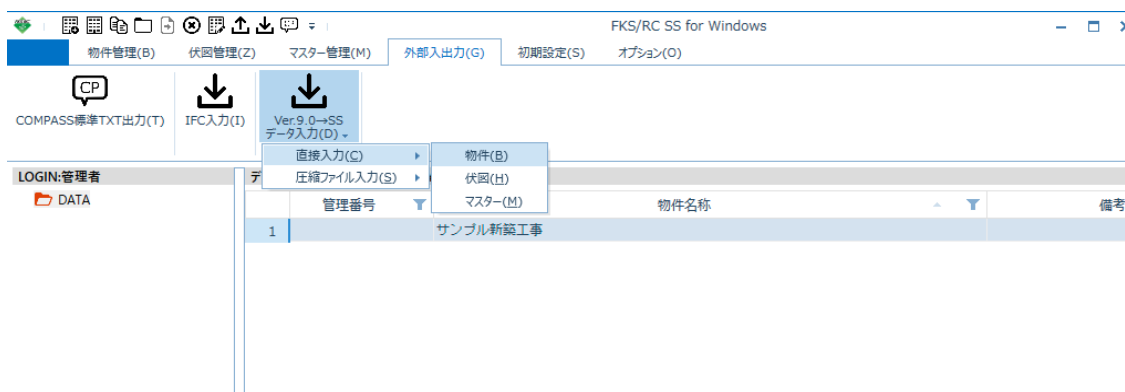 FKS/RC SS for Windows
物件管理(B) 伏図管理(Z) マスター管理(M) 外部入出力(G) 初期設定(S) オプション(O)
CP
COMPASS標準TXT出力(T) IFC入力(I) Ver.9.0→SS
データ入力(D)
直接入力(C) 物件(B)
圧縮ファイル入力(S) 伏図(H)
マスター(M)
LOGIN:管理者 デ
DATA
管理番号 物件名称 備考
1 サンプル新築工事